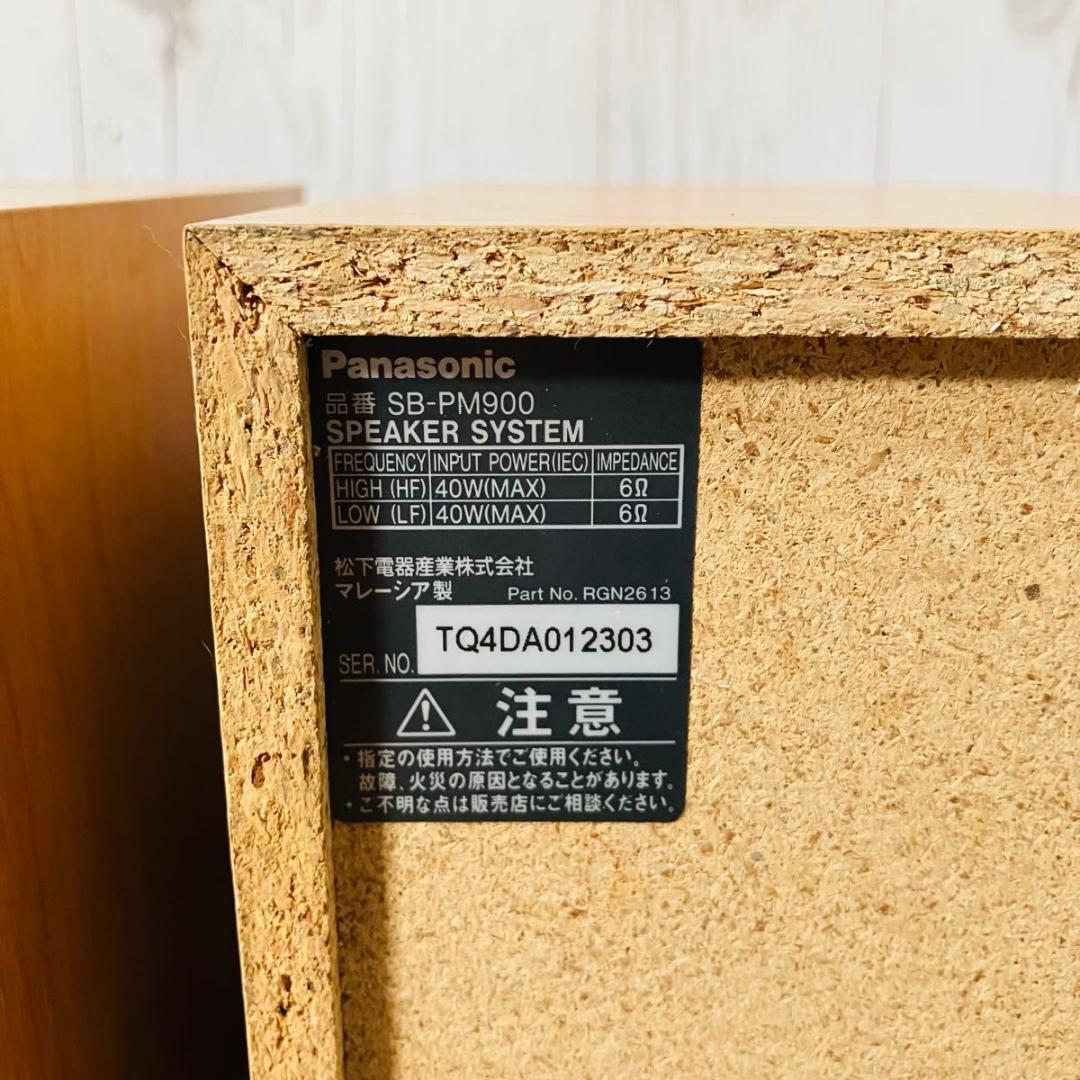 Panasonic
品番 SB-PM900
SPEAKER SYSTEM
FREQUENCY INPUT POWER(IEC) IMPEDANCE
HIGH (HF) 40W(MAX) 6Ω
LOW (LF) 40W(MAX) 6Ω
松下電器産業株式会社
マレーシア製 Part No. RGN2613
SER. NO. TQ4DA012303
注意
・指定の使用方法でご使用ください。
故障、火災の原因となることがあります。
・ご不明な点は販売店にご相談ください。